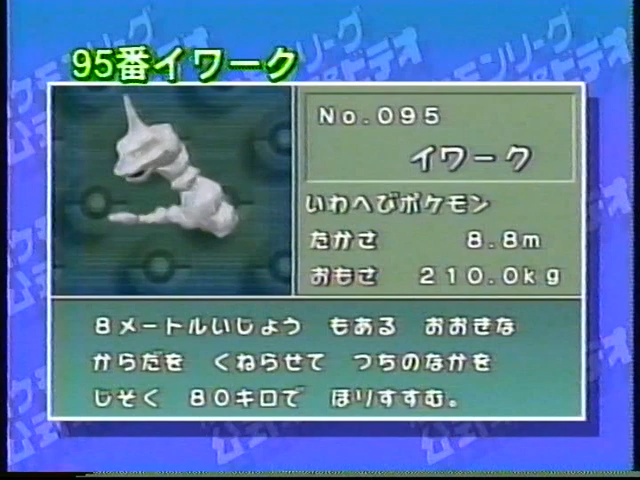 95番イワーク
No.095
イワーク
いわへびポケモン
たかさ 8.8m
おもさ 210.0kg
8メートルいじょう もある おおきな
からだを くねらせて つちのなかを
じそく 80キロで ほりすすむ。